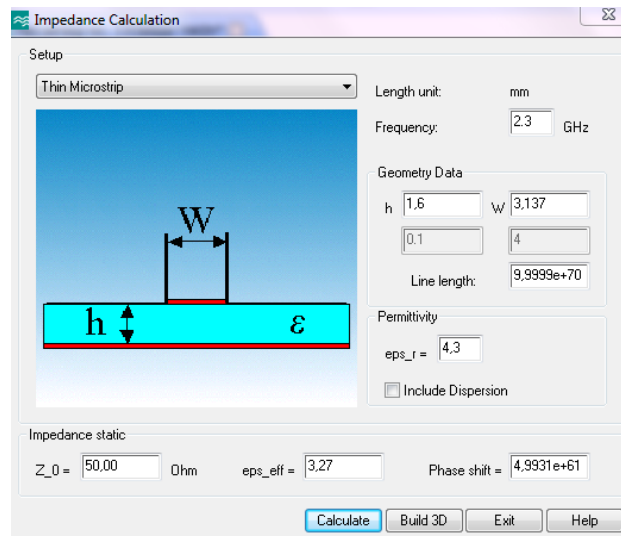 Impedance Calculation
Setup
Thin Microstrip
Length unit: mm
Frequency: 2.3 GHz
W
h ε
Geometry Data
h 1,6 W 3,137
0.1 4
Line length: 9,9999e+70
Permittivity
eps_r = 4,3
Include Dispersion
Impedance static
Z_0 = 50,00 Ohm eps_eff = 3,27 Phase shift = 4,9931e+61
Calculate Build 3D Exit Help